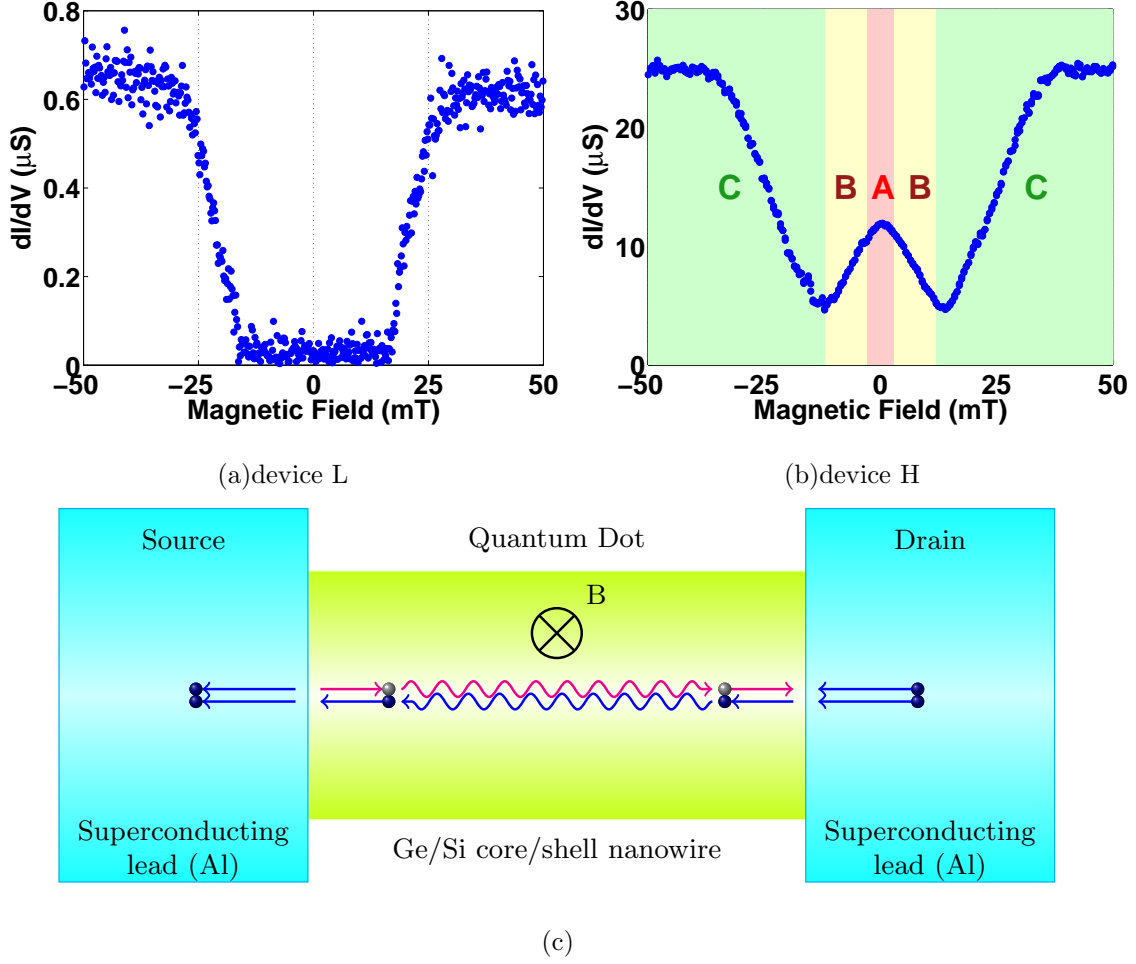 0.8
0.6
0.4
0.2
0
dI/dV (μS)
−50
−25
0
25
50
Magnetic Field (mT)
(a)device L
30
20
10
0
dI/dV (μS)
C
B
A
B
C
−50
−25
0
25
50
Magnetic Field (mT)
(b)device H
Source
Quantum Dot
Drain
B
Superconducting
lead (Al)
Ge/Si core/shell nanowire
Superconducting
lead (Al)
(c)